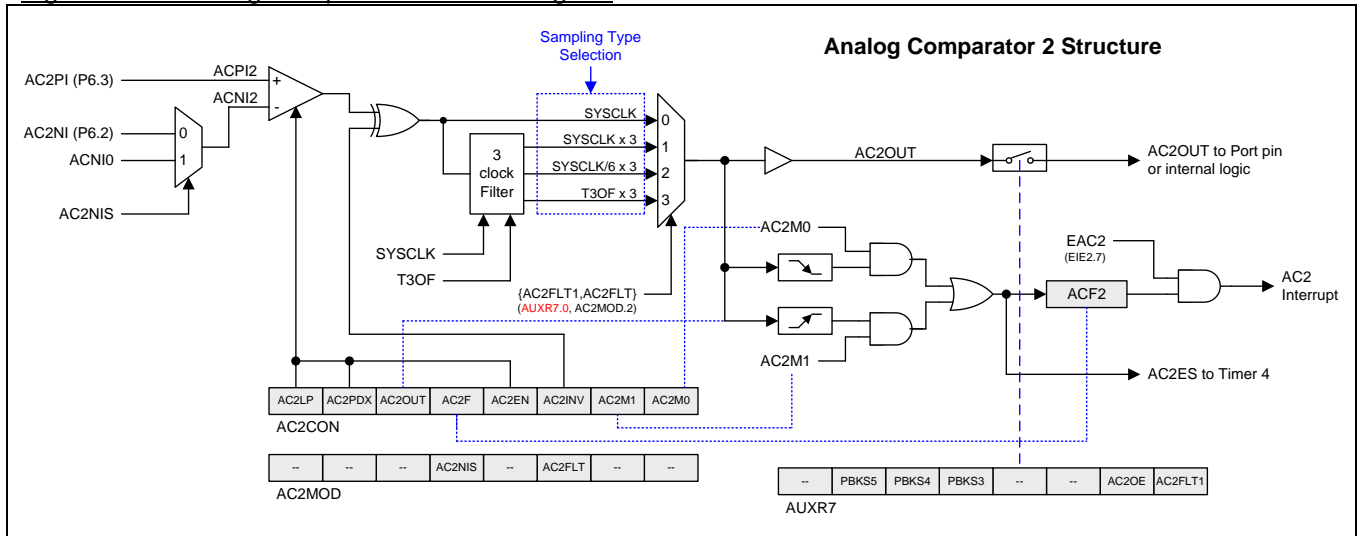 Analog Comparator 2 Structure
Sampling Type
Selection
AC2PI (P6.3)
ACPI2
+
ACNI2
-
AC2NI (P6.2)
0
ACNI0
1
AC2NIS
3
clock
Filter
SYSCLK
SYSCLK x 3
SYSCLK/6 x 3
T3OF x 3
0
1
2
3
SYSCLK
T3OF
{AC2FLT1,AC2FLT}
(AUXR7.0, AC2MOD.2)
AC2OUT
AC2OUT to Port pin
or internal logic
AC2M0
AC2M1
EAC2
(EIE2.7)
ACF2
AC2
Interrupt
AC2ES to Timer 4
AC2LP AC2PDX AC2OUT AC2F AC2EN AC2INV AC2M1 AC2M0
AC2CON
-- -- -- AC2NIS -- AC2FLT -- --
AC2MOD
-- PBKS5 PBKS4 PBKS3 -- -- AC2OE AC2FLT1
AUXR7